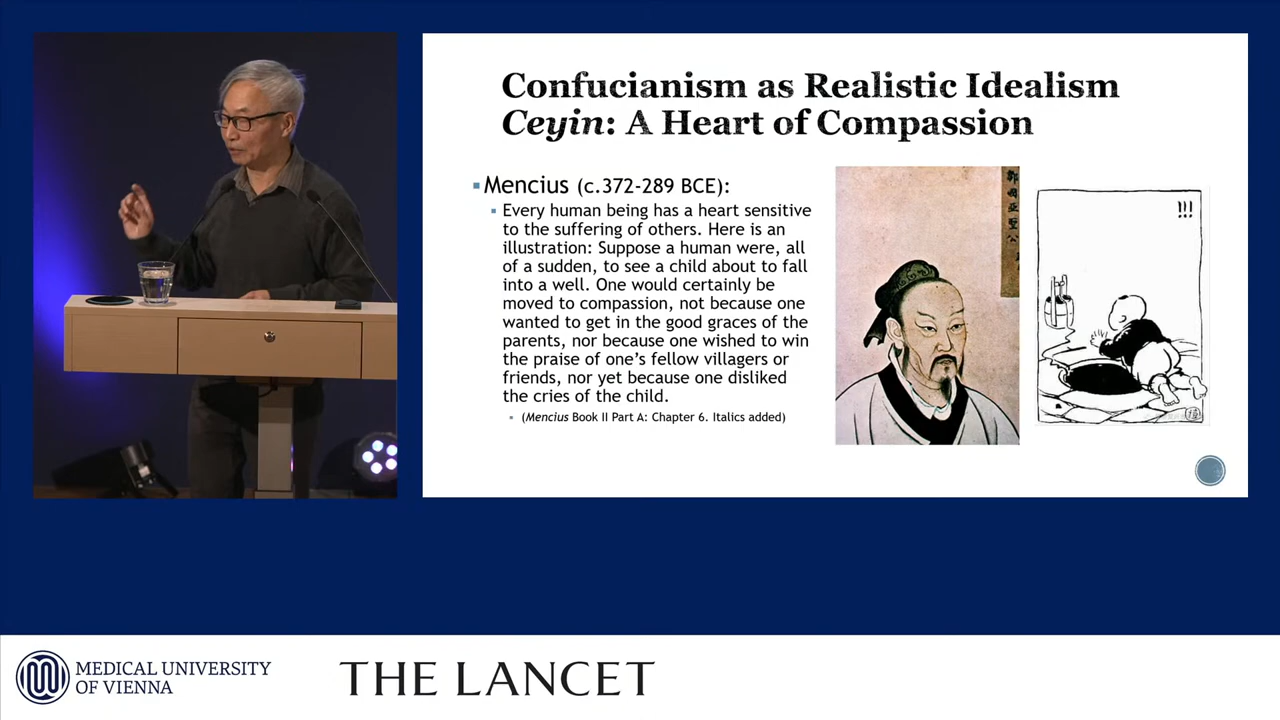 Confucianism as Realistic Idealism
Ceyin: A Heart of Compassion
Mencius (c.372-289 BCE):
Every human being has a heart sensitive
to the suffering of others. Here is an
illustration: Suppose a human were, all
of a sudden, to see a child about to fall
into a well. One would certainly be
moved to compassion, not because one
wanted to get in the good graces of the
parents, nor because one wished to win
the praise of one's fellow villagers or
friends, nor yet because one disliked
the cries of the child.
(Mencius Book II Part A: Chapter 6. Italics added)
!!!
MEDICAL UNIVERSITY
OF VIENNA
THE LANCET